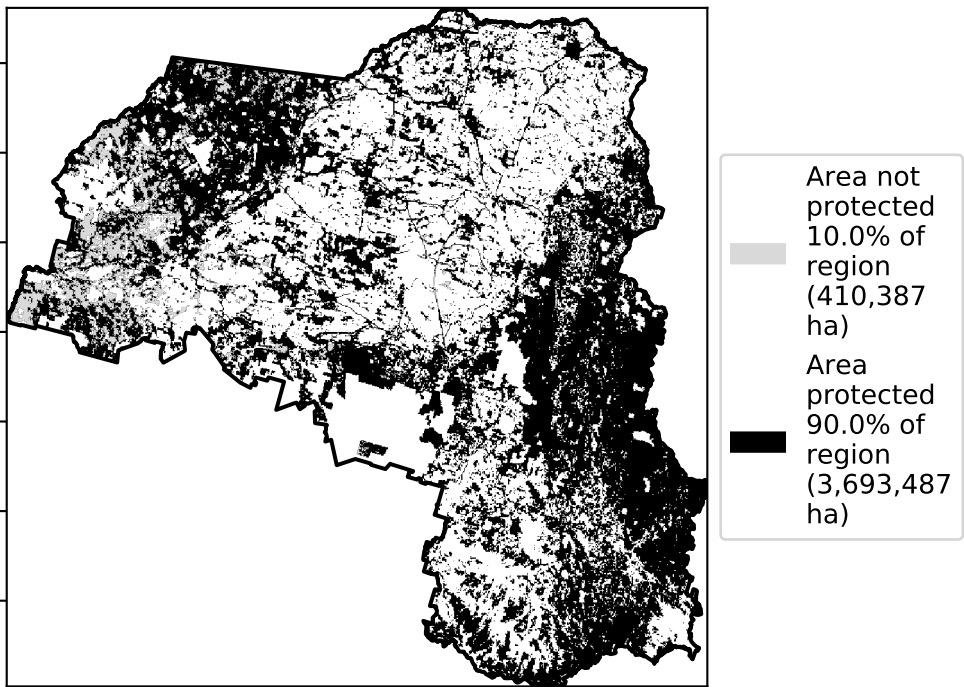 Area not
protected
10.0% of
region
(410,387
ha)
Area
protected
90.0% of
region
(3,693,487
ha)